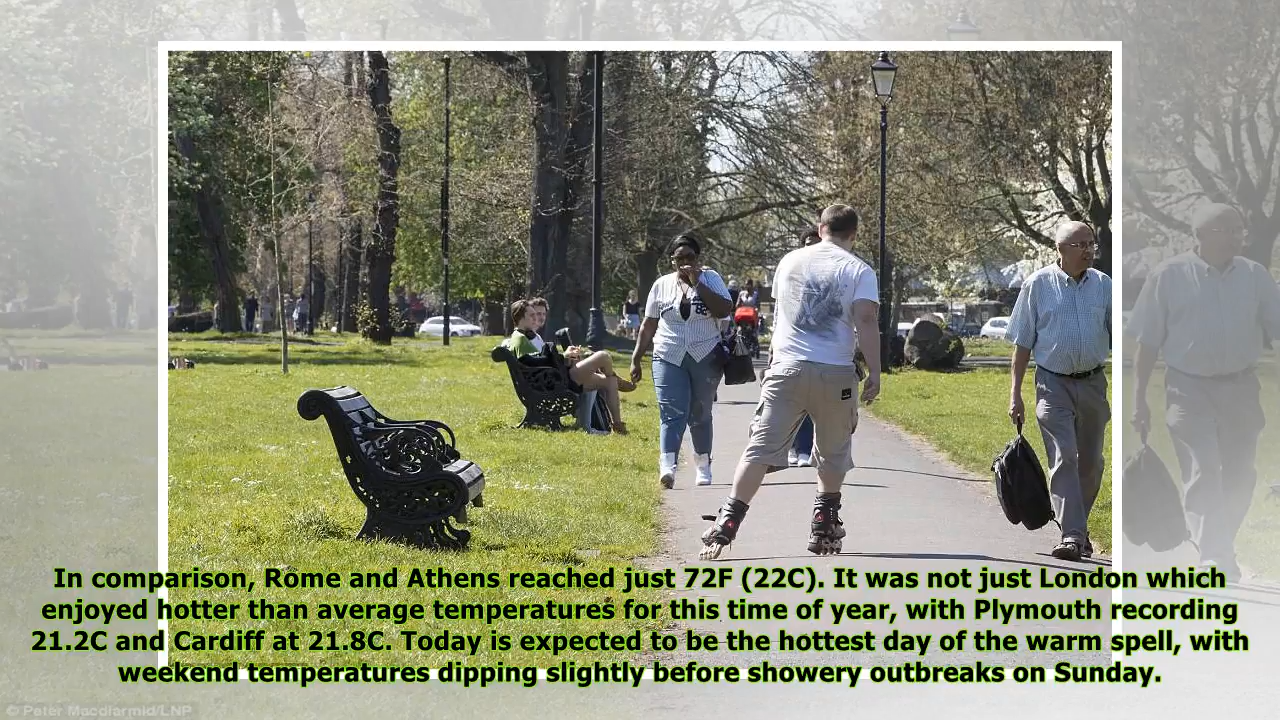 In comparison, Rome and Athens reached just 72F (22C). It was not just London which
enjoyed hotter than average temperatures for this time of year, with Plymouth recording
21.2C and Cardiff at 21.8C. Today is expected to be the hottest day of the warm spell, with
weekend temperatures dipping slightly before showery outbreaks on Sunday.
© Peter Macdiarmid/LNP